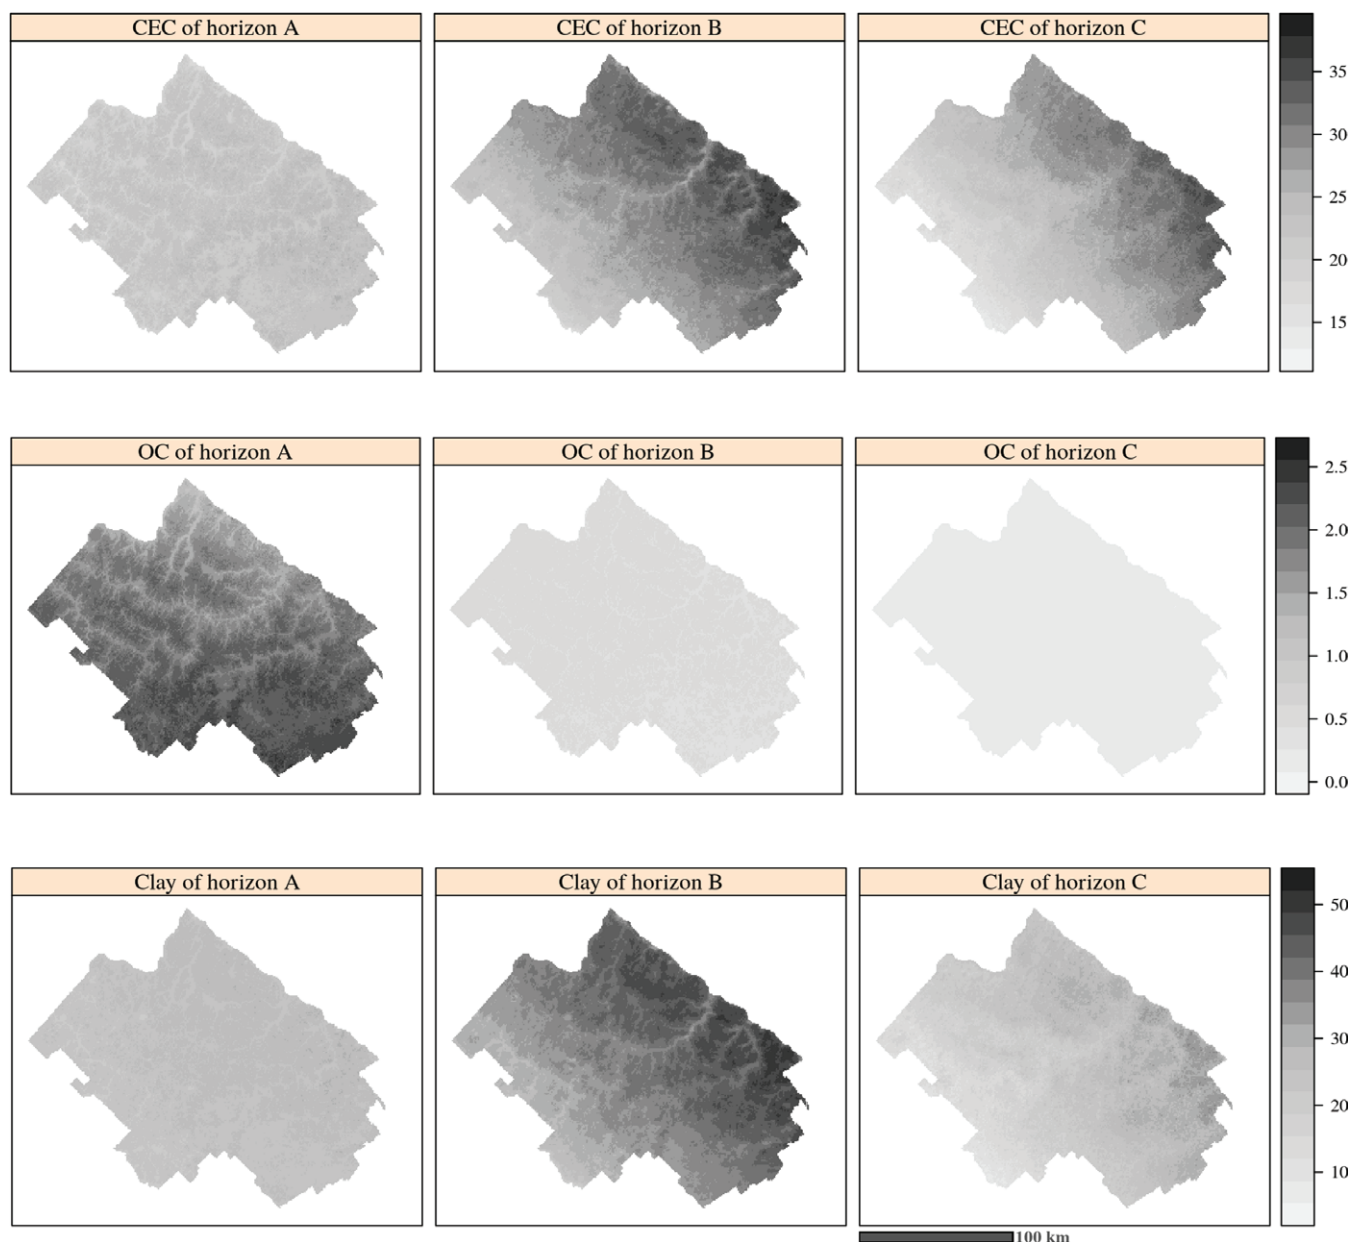 CEC of horizon A
CEC of horizon B
CEC of horizon C
35
30
25
20
15
OC of horizon A
OC of horizon B
OC of horizon C
2.5
2.0
1.5
1.0
0.5
0.0
Clay of horizon A
Clay of horizon B
Clay of horizon C
50
40
30
20
10
100 km